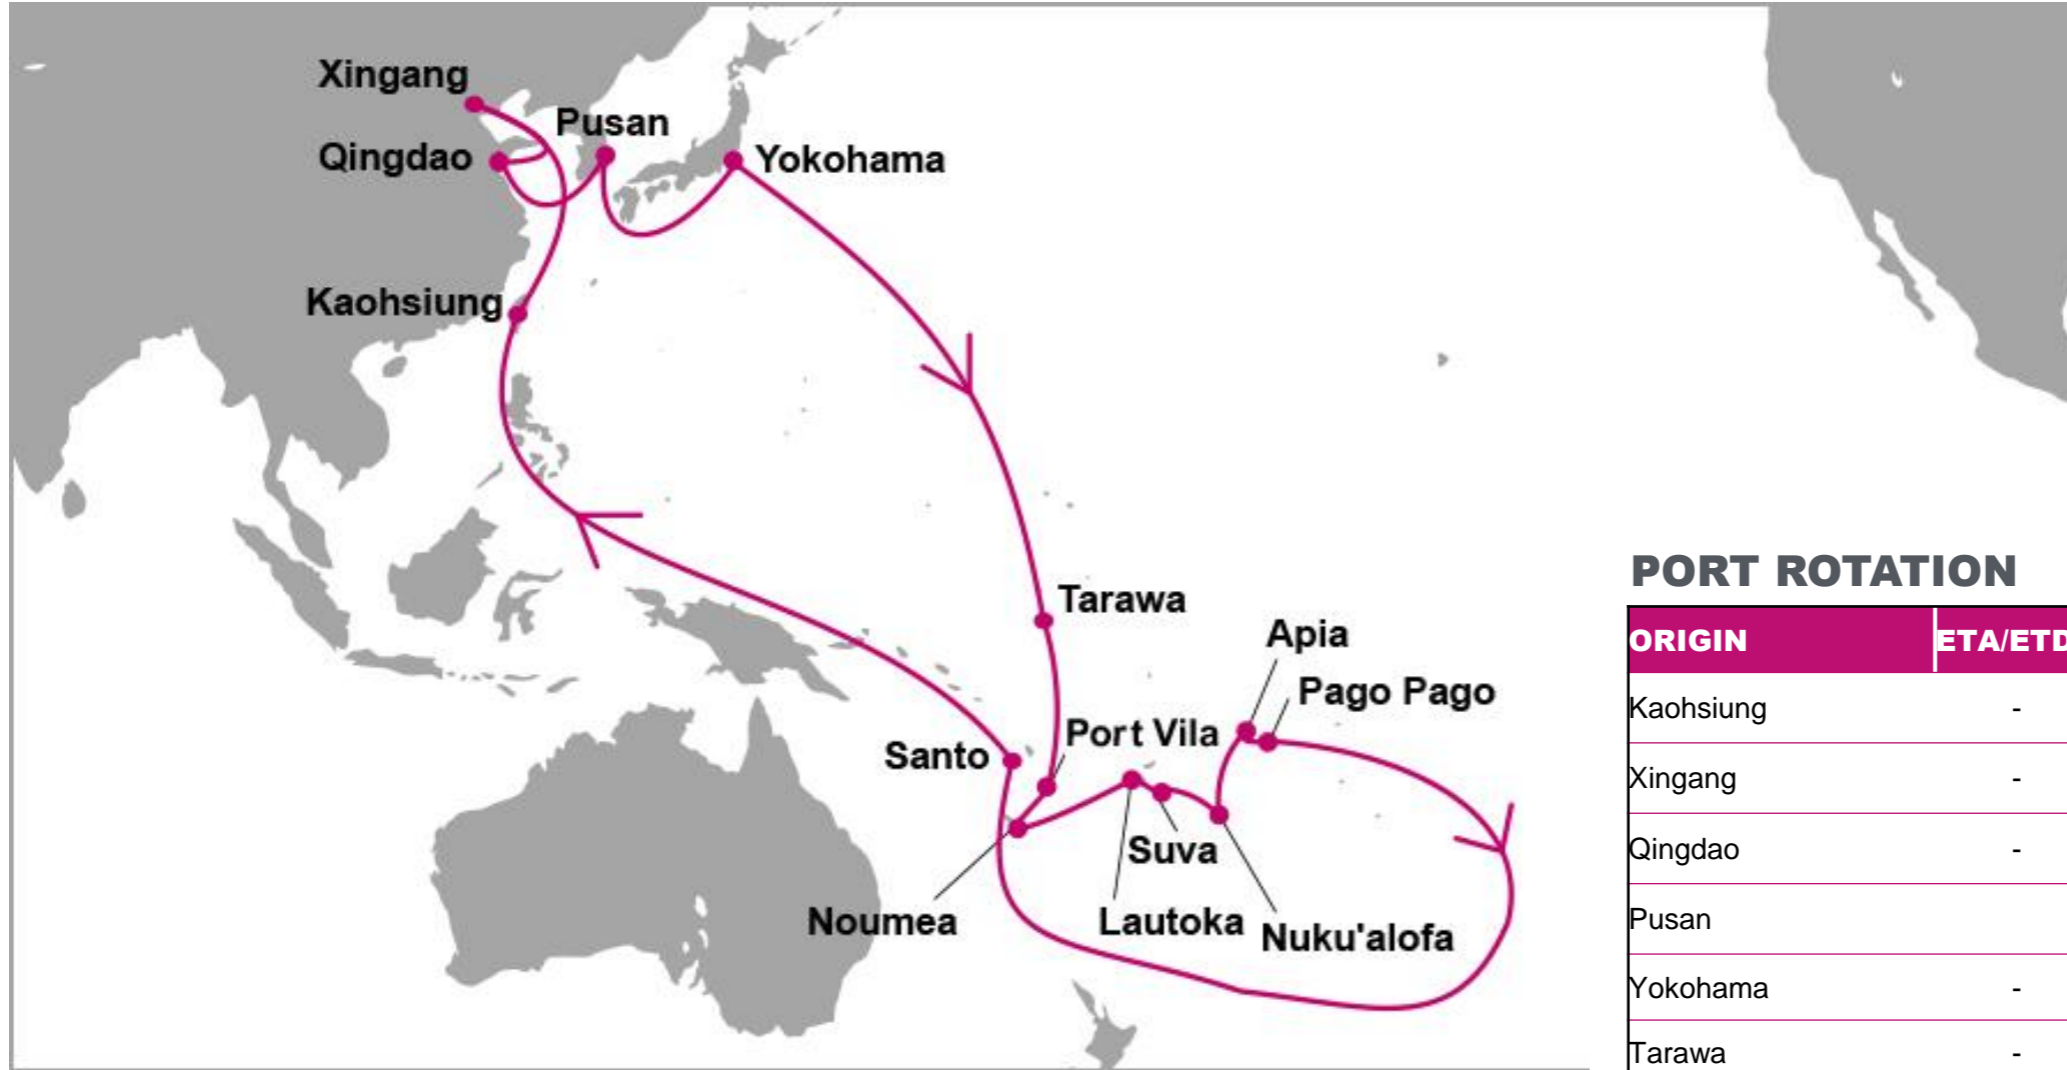 Xingang
Pusan
Qingdao
Yokohama
Kaohsiung
Tarawa
Apia
Pago Pago
Port Vila
Santo
Suva
Noumea
Lautoka
Nuku'alofa
PORT ROTATION
ORIGIN ETA/ETD
Kaohsiung -
Xingang -
Qingdao -
Pusan
Yokohama -
Tarawa -